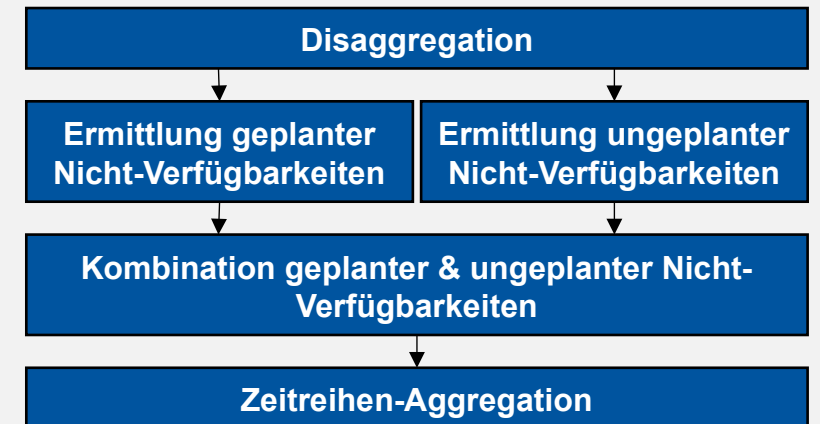 Disaggregation
Ermittlung geplanter
Nicht-Verfügbarkeiten
Ermittlung ungeplanter
Nicht-Verfügbarkeiten
Kombination geplanter & ungeplanter Nicht-
Verfügbarkeiten
Zeitreihen-Aggregation